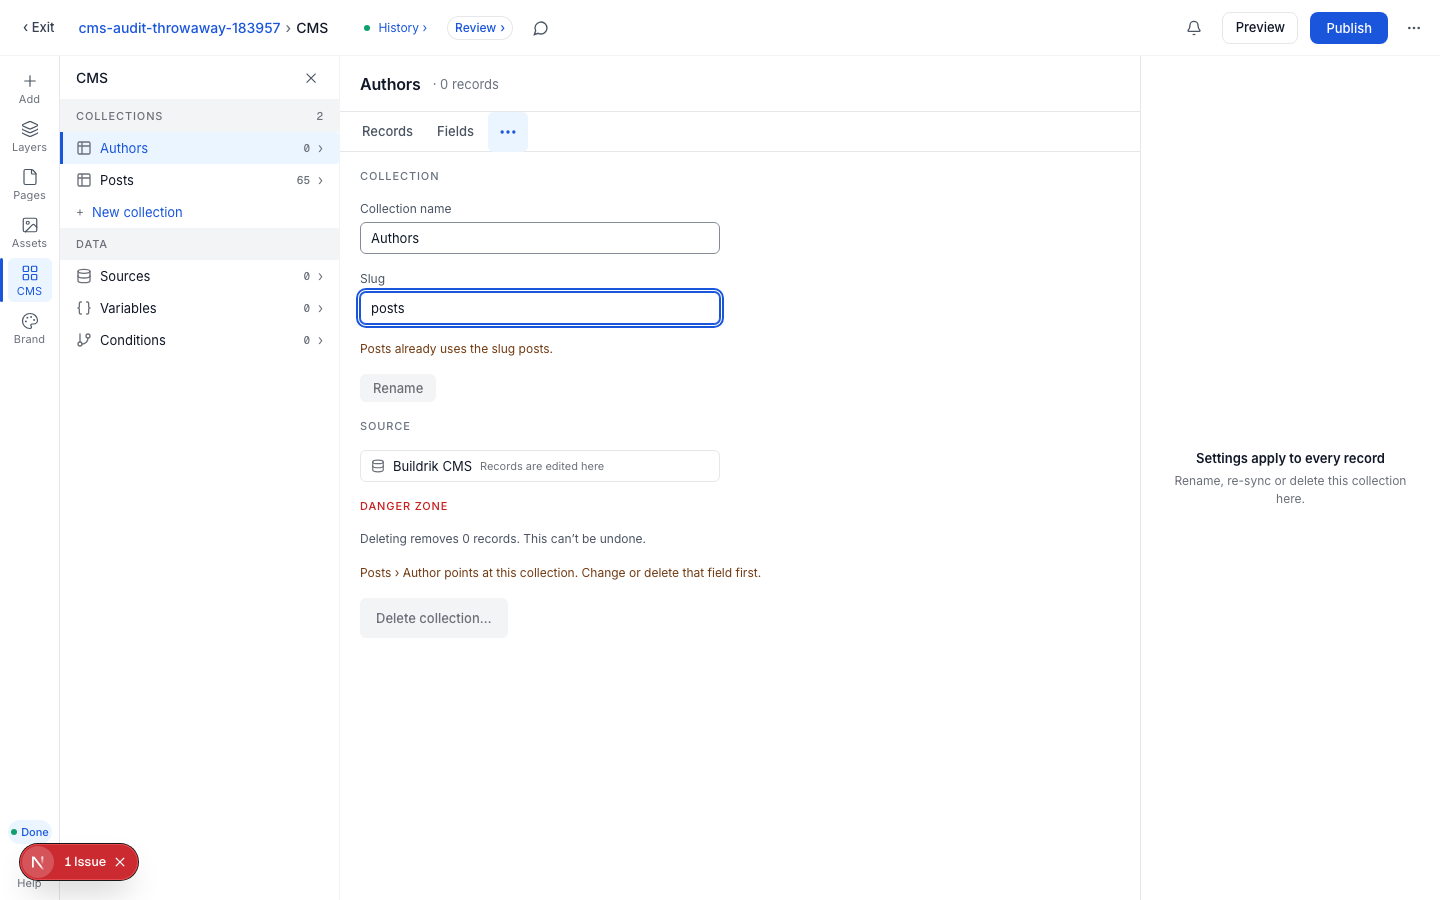 ‹ Exit
cms-audit-throwaway-183957 › CMS
History ›
Review ›
Preview
Publish
Add
Layers
Pages
Assets
CMS
Brand
Done
Help
N 1 Issue
CMS
COLLECTIONS 2
Authors 0 ›
Posts 65 ›
+ New collection
DATA
Sources 0 ›
Variables 0 ›
Conditions 0 ›
Authors · 0 records
Records Fields
COLLECTION
Collection name
Authors
Slug
posts
Posts already uses the slug posts.
Rename
SOURCE
Buildrik CMS Records are edited here
DANGER ZONE
Deleting removes 0 records. This can’t be undone.
Posts › Author points at this collection. Change or delete that field first.
Delete collection…
Settings apply to every record
Rename, re-sync or delete this collection
here.